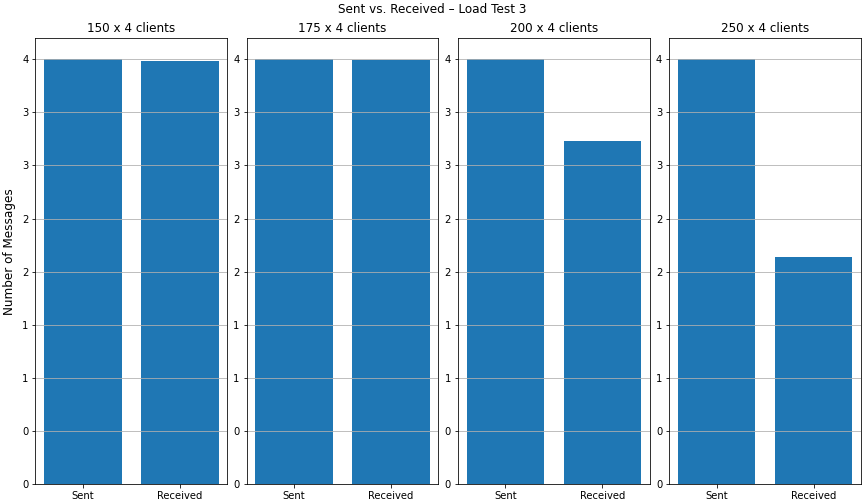 Sent vs. Received – Load Test 3
150 x 4 clients
175 x 4 clients
200 x 4 clients
250 x 4 clients
Number of Messages
4
3
3
2
2
1
1
0
0
4
3
3
2
2
1
1
0
0
4
3
3
2
2
1
1
0
0
4
3
3
2
2
1
1
0
0
Sent
Received
Sent
Received
Sent
Received
Sent
Received